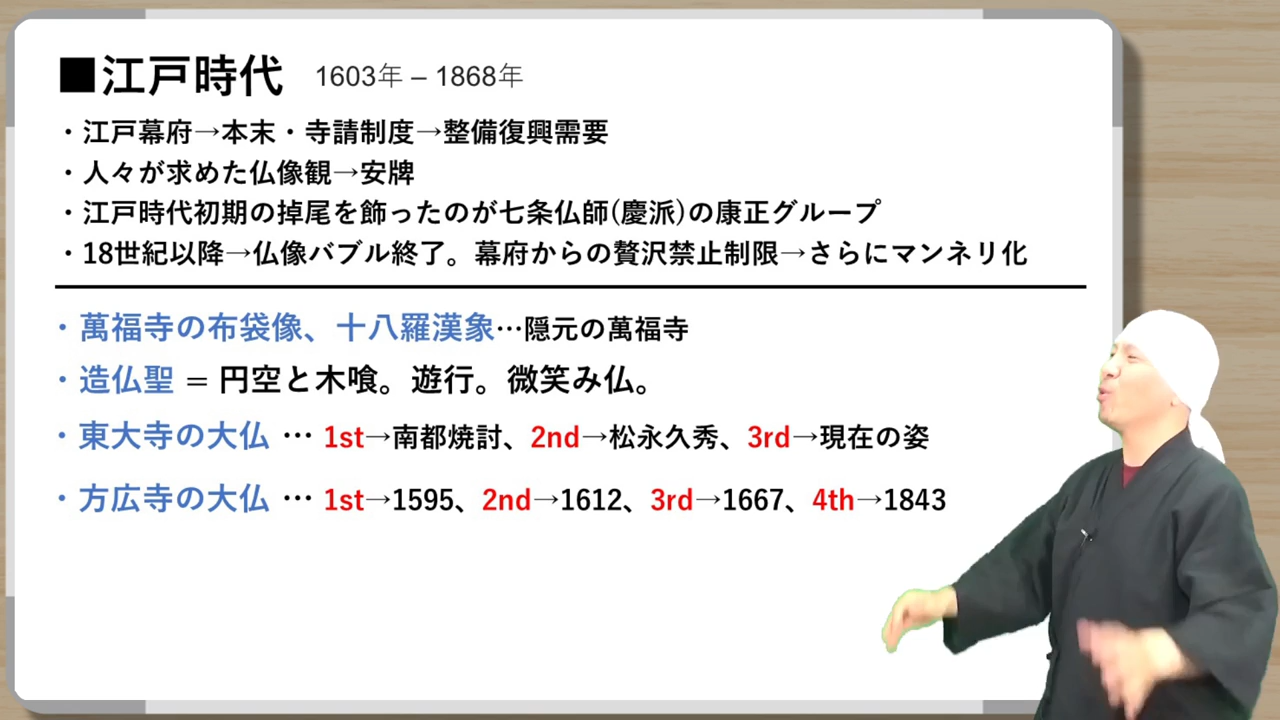 ■江戸時代 1603年 – 1868年
・江戸幕府→本末・寺請制度→整備復興需要
・人々が求めた仏像観→安牌
・江戸時代初期の掉尾を飾ったのが七条仏師(慶派)の康正グループ
・18世紀以降→仏像バブル終了。幕府からの贅沢禁止制限→さらにマンネリ化
・萬福寺の布袋像、十八羅漢象…隠元の萬福寺
・造仏聖 = 円空と木喰。遊行。微笑み仏。
・東大寺の大仏 … 1st→南都焼討、2nd→松永久秀、3rd→現在の姿
・方広寺の大仏 … 1st→1595、2nd→1612、3rd→1667、4th→1843